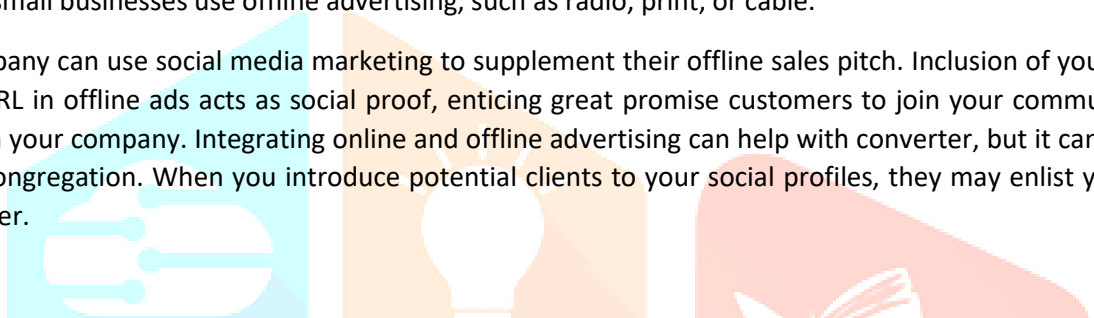 small businesses use offline advertising, such as radio, print, or cable.
pany can use social media marketing to supplement their offline sales pitch. Inclusion of you
RL in offline ads acts as social proof, enticing great promise customers to join your commu
your company. Integrating online and offline advertising can help with converter, but it can
ongregation. When you introduce potential clients to your social profiles, they may enlist y
er.